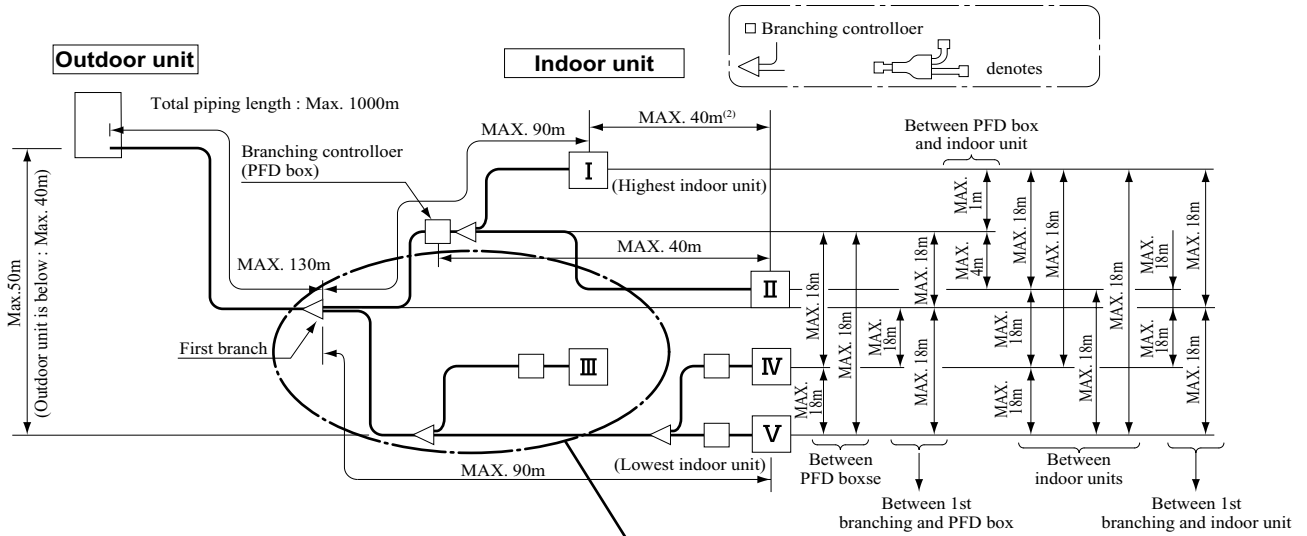 Outdoor unit
Indoor unit
□ Branching controlloer
denotes
Total piping length : Max. 1000m
MAX. 90m
MAX. 40m(2)
Between PFD box
and indoor unit
Branching controlloer
(PFD box)
I
(Highest indoor unit)
MAX.
1m
MAX. 18m
MAX. 18m
MAX. 18m
MAX. 18m
MAX.
18m
MAX. 40m
MAX. 130m
Max.50m
(Outdoor unit is below : Max. 40m)
II
MAX. 18m
MAX. 18m
MAX. 18m
MAX.
4m
First branch
III
IV
MAX.
18m
MAX. 18m
MAX.
18m
MAX. 18m
MAX.
18m
MAX. 18m
MAX.
18m
MAX.
18m
V
(Lowest indoor unit)
MAX. 90m
Between
PFD boxse
Between
indoor units
Between 1st
branching and PFD box
Between 1st
branching and indoor unit